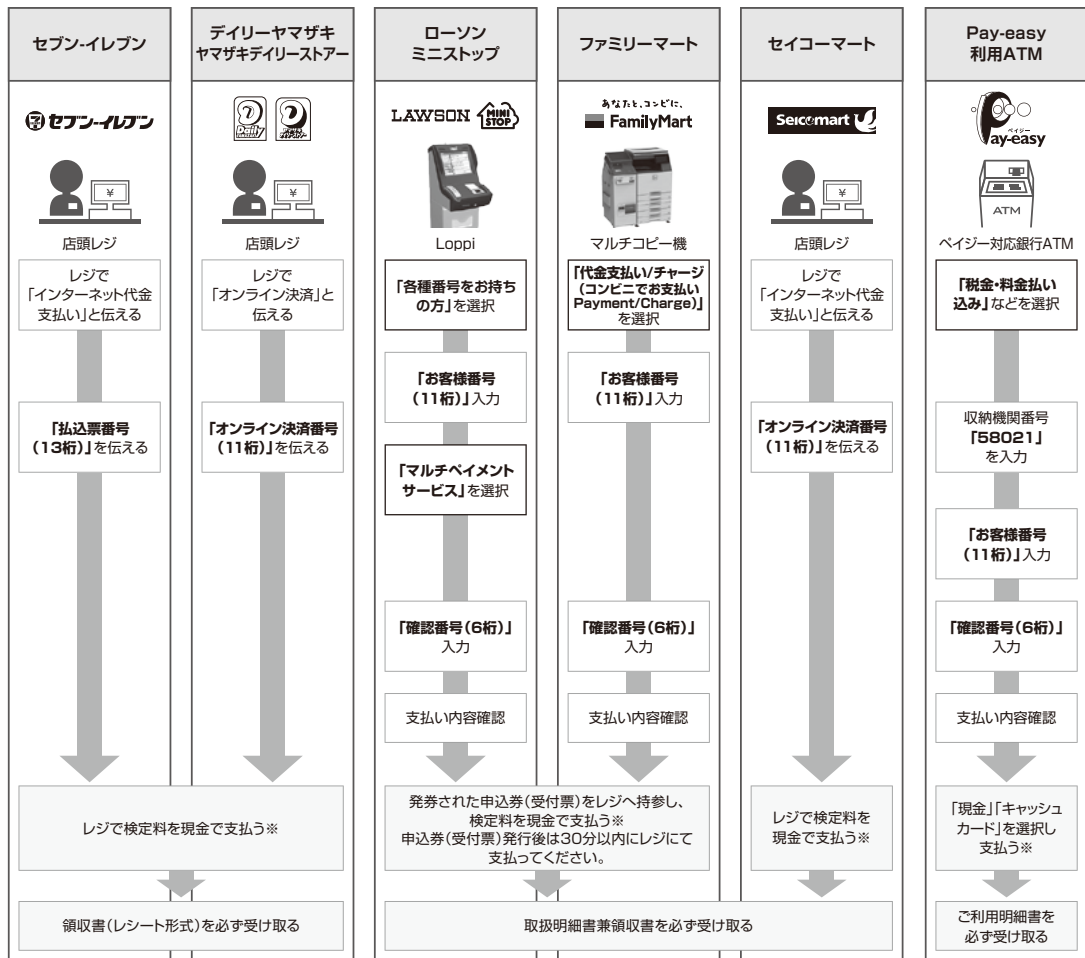 セブン-イレブン
デイリーヤマザキ
ヤマザキデイリーストアー
ローソン
ミニストップ
ファミリーマート
セイコーマート
Pay-easy
利用ATM
セブン-イレブン
Daily
LAWSON
MINI
STOP
あなたと、コンビに、
FamilyMart
Seicomart
ペイジー
Pay-easy
¥
¥
¥
ATM
店頭レジ
店頭レジ
Loppi
マルチコピー機
店頭レジ
ペイジー対応銀行ATM
レジで
「インターネット代金
支払い」と伝える
レジで
「オンライン決済」と
伝える
「各種番号をお持ち
の方」を選択
「代金支払い/チャージ
(コンビニでお支払い
Payment/Charge)」
を選択
レジで
「インターネット代金
支払い」と伝える
「税金・料金払い
込み」などを選択
「お客様番号
(11桁)」入力
「お客様番号
(11桁)」入力
「払込票番号
(13桁)」を伝える
「オンライン決済番号
(11桁)」を伝える
「マルチペイメント
サービス」を選択
「オンライン決済番号
(11桁)」を伝える
収納機関番号
「58021」
を入力
「お客様番号
(11桁)」入力
「確認番号(6桁)」
入力
「確認番号(6桁)」
入力
「確認番号(6桁)」
入力
支払い内容確認
支払い内容確認
支払い内容確認
レジで検定料を現金で支払う※
発券された申込券(受付票)をレジへ持参し、
検定料を現金で支払う※
申込券(受付票)発行後は30分以内にレジにて
支払ってください。
レジで検定料を
現金で支払う※
「現金」「キャッシュ
カード」を選択し
支払う※
領収書(レシート形式)を必ず受け取る
取扱明細書兼領収書を必ず受け取る
ご利用明細書を
必ず受け取る